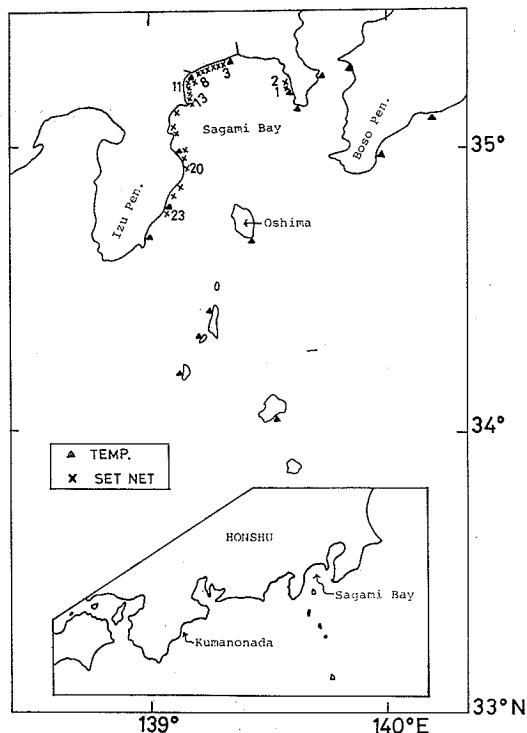 11
8
3
2
1
13
Sagami Bay
Boso Pen.
35°
20
Izu Pen.
23
Oshima
34°
TEMP.
SET NET
HONSHU
Sagami Bay
Kumanonada
33°N
139°
140°E